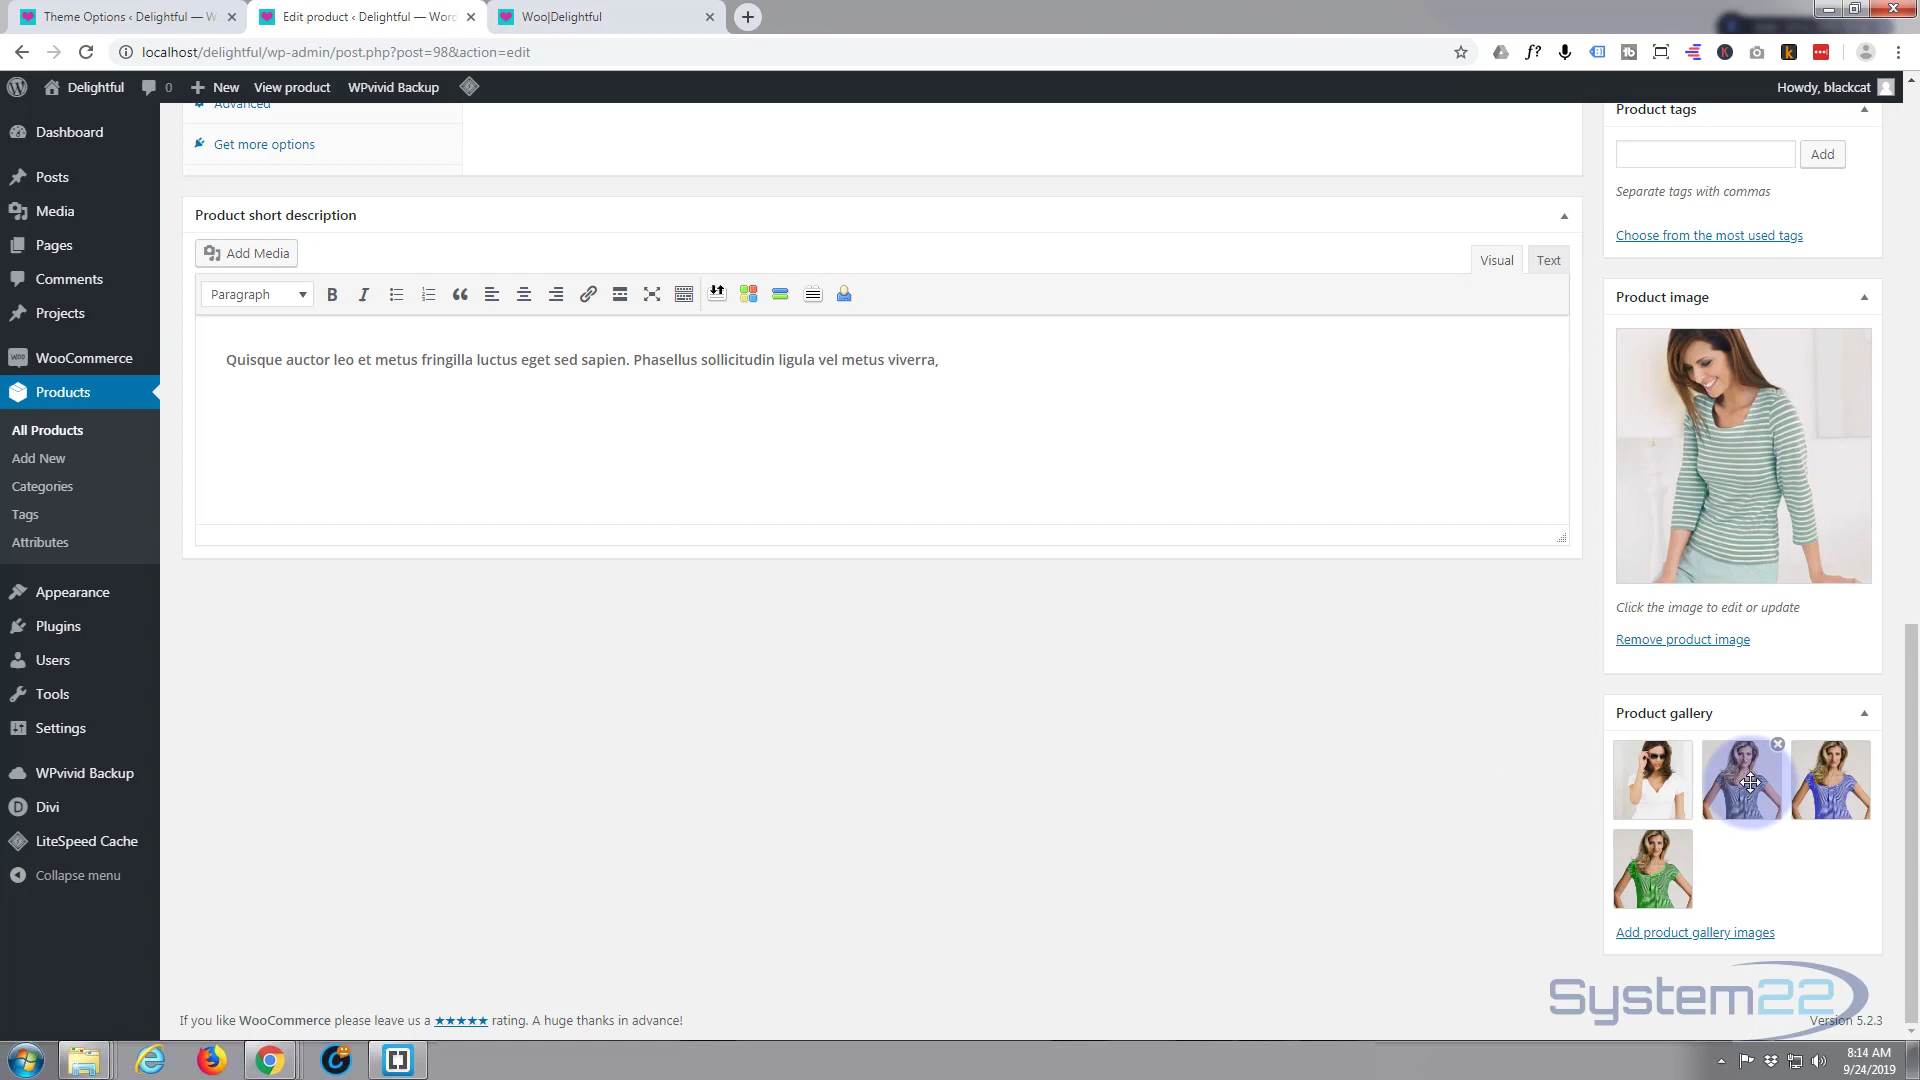 Theme Options ‹ Delightful — W
Edit product ‹ Delightful — Word
Woo|Delightful
localhost/delightful/wp-admin/post.php?post=98&action=edit
Delightful
0
New
View product
WPvivid Backup
Howdy, blackcat
Dashboard
Posts
Media
Pages
Comments
Projects
WooCommerce
Products
All Products
Add New
Categories
Tags
Attributes
Appearance
Plugins
Users
Tools
Settings
WPvivid Backup
Divi
LiteSpeed Cache
Collapse menu
Advanced
Get more options
Product short description
Add Media
Visual
Text
Paragraph
Quisque auctor leo et metus fringilla luctus eget sed sapien. Phasellus sollicitudin ligula vel metus viverra,
Product tags
Add
Separate tags with commas
Choose from the most used tags
Product image
Click the image to edit or update
Remove product image
Product gallery
Add product gallery images
System22
If you like WooCommerce please leave us a ★★★★★ rating. A huge thanks in advance!
Version 5.2.3
8:14 AM
9/24/2019